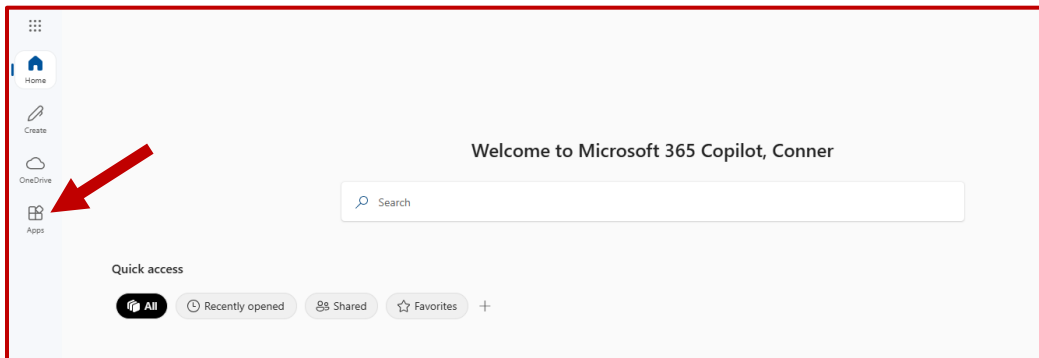 Home
Create
OneDrive
Apps
Welcome to Microsoft 365 Copilot, Conner
Search
Quick access
All
Recently opened
Shared
Favorites